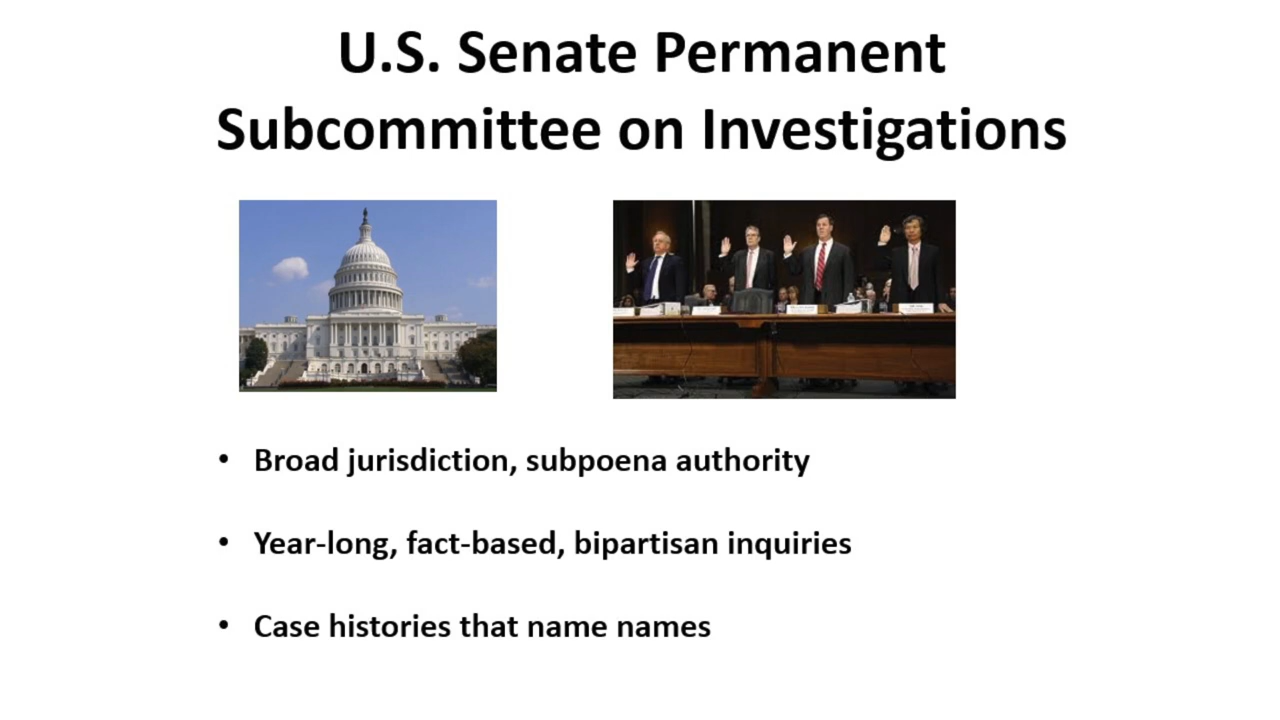 U.S. Senate Permanent
Subcommittee on Investigations
• Broad jurisdiction, subpoena authority
• Year-long, fact-based, bipartisan inquiries
• Case histories that name names